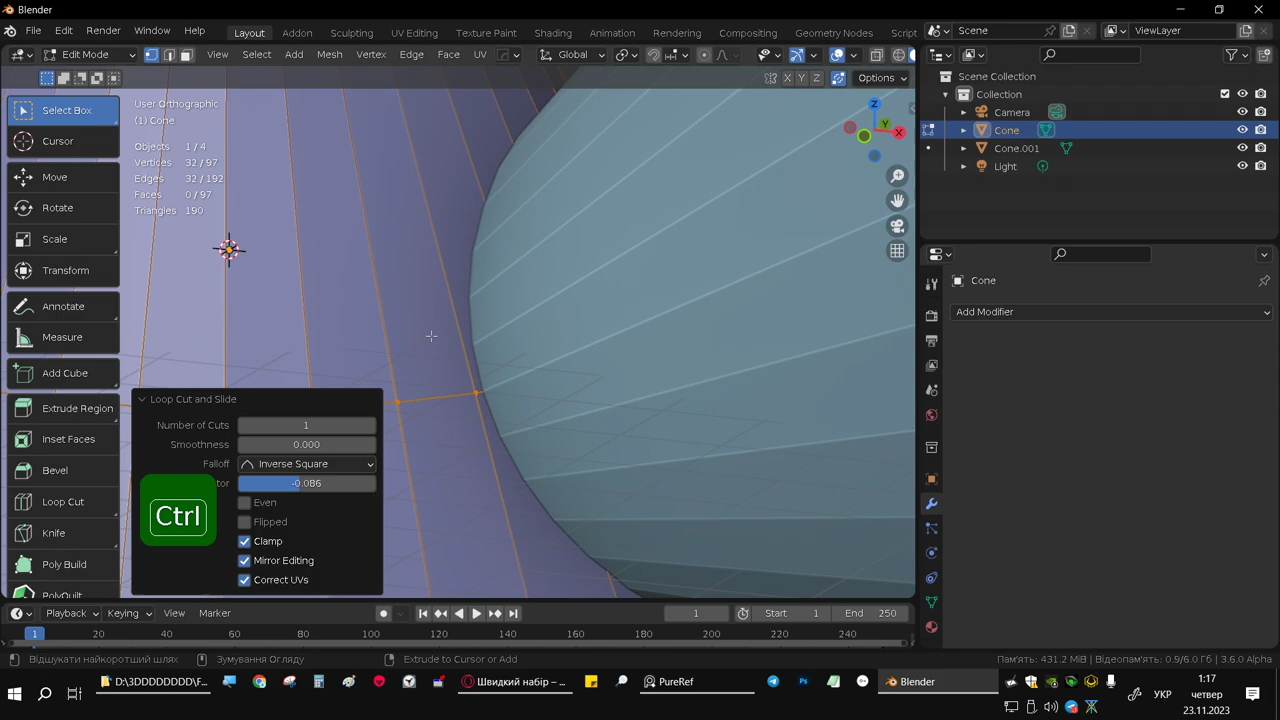 Blender
File Edit Render Window Help Layout Addon Sculpting UV Editing Texture Paint Shading Animation Rendering Compositing Geometry Nodes Script Scene ViewLayer
Edit Mode View Select Add Mesh Vertex Edge Face UV Global
X Y Z Options
Select Box
Cursor
Move
Rotate
Scale
Transform
Annotate
Measure
Add Cube
Extrude Region
Inset Faces
Bevel
Loop Cut
Knife
Poly Build
PolyQuilt
User Orthographic
(1) Cone
Objects 1 / 4
Vertices 32 / 97
Edges 32 / 192
Faces 0 / 97
Triangles 190
Z
Y
X
Loop Cut and Slide
Number of Cuts 1
Smoothness 0.000
Falloff Inverse Square
tor -0.086
Even
Flipped
Clamp
Mirror Editing
Correct UVs
Ctrl
Scene Collection
Collection
Camera
Cone
Cone.001
Light
Cone
Add Modifier
Playback Keying View Marker 1 Start 1 End 250
1 20 40 60 80 100 120 140 160 180 200 220 240
Відшукати найкоротший шлях Зумування Огляду Extrude to Cursor or Add Пам'ять: 431.2 MiB | Відеопам'ять: 0.9/6.0 Гі | 3.6.0 Alpha
D:\3DDDDDDDD\F... Швидкий набір – ... PureRef Blender
1:17
УКР четвер
23.11.2023